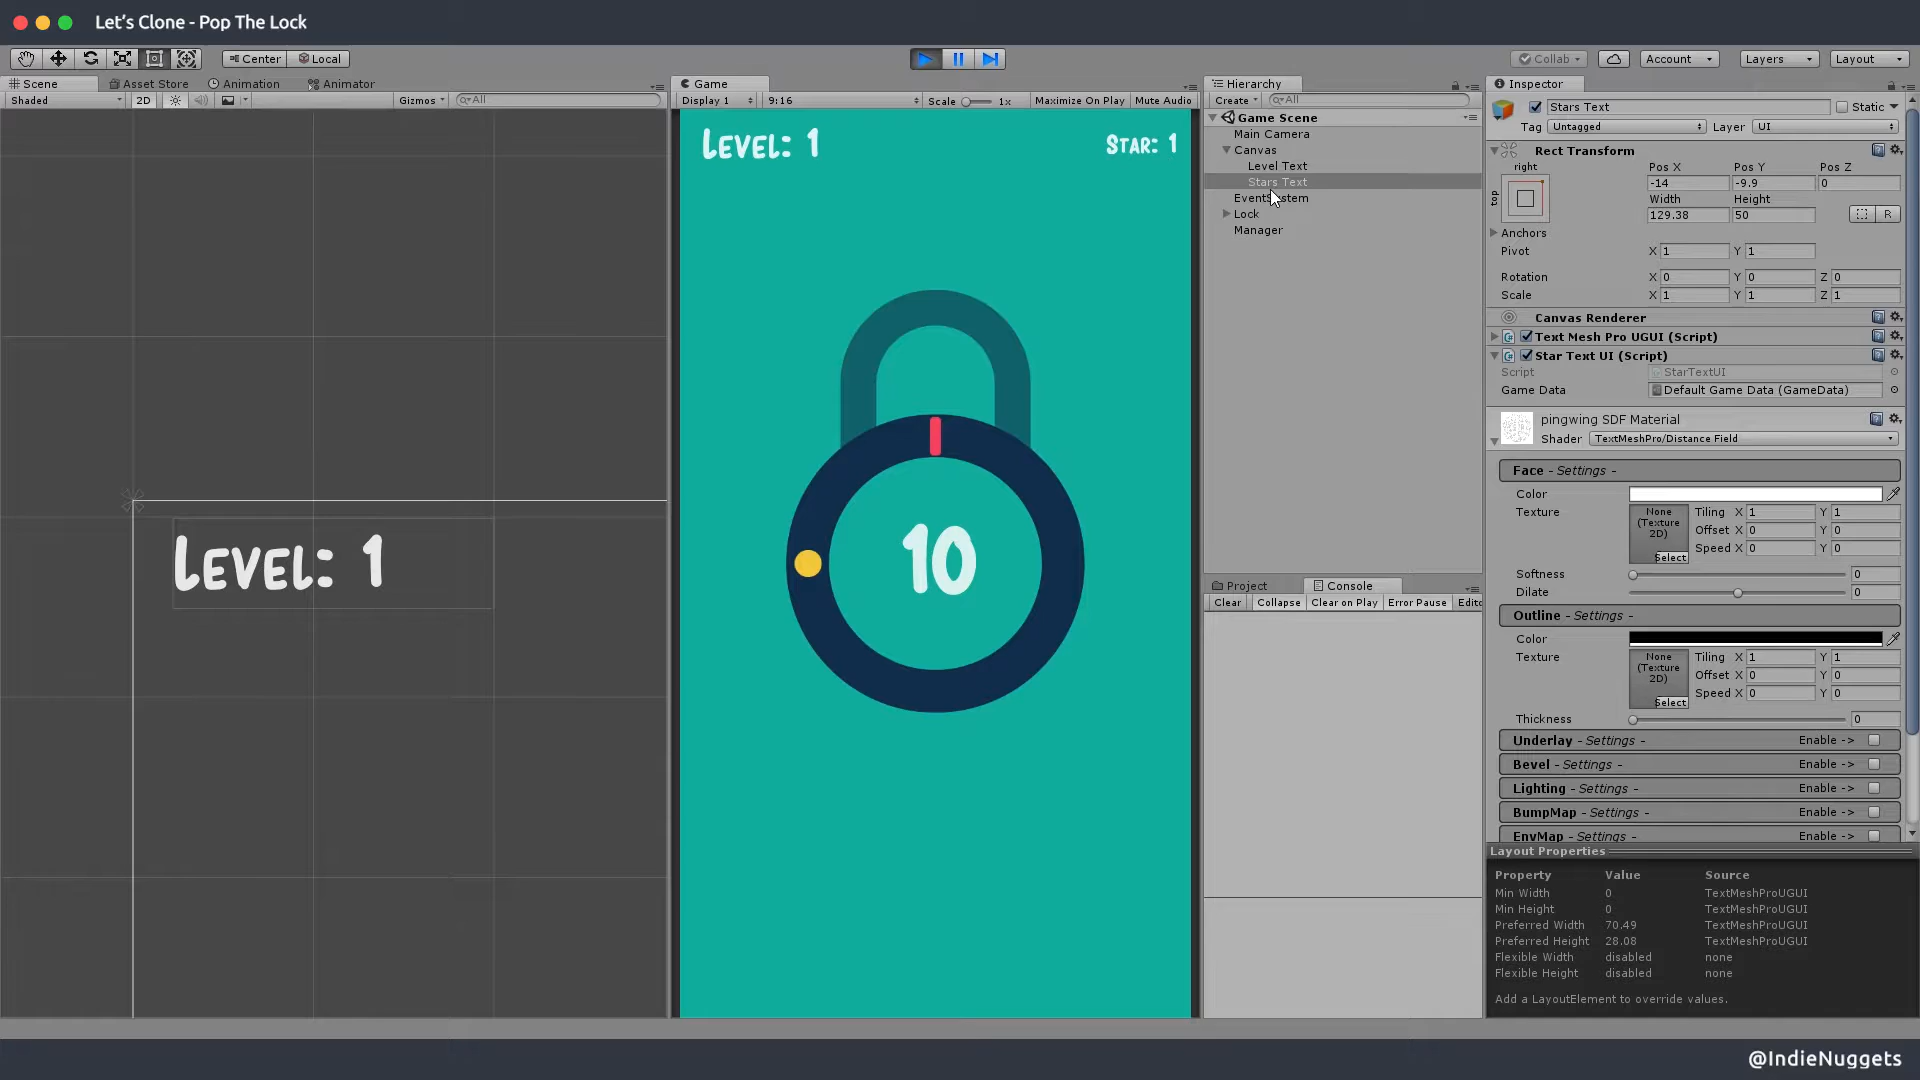 Let's Clone - Pop The Lock
Center Local
Collab Account Layers Layout
Scene Asset Store Animation Animator
Shaded 2D Gizmos All
Game
Display 1 9:16 Scale 1x Maximize On Play Mute Audio
LEVEL: 1 STAR: 1
10
LEVEL: 1
Hierarchy
Create All
Game Scene
Main Camera
Canvas
Level Text
Stars Text
EventSystem
Lock
Manager
Project Console
Clear Collapse Clear on Play Error Pause Edito
Inspector
Stars Text Static
Tag Untagged Layer UI
Rect Transform
right Pos X Pos Y Pos Z
top -14 -9.9 0
Width Height
129.38 50 R
Anchors
Pivot X 1 Y 1
Rotation X 0 Y 0 Z 0
Scale X 1 Y 1 Z 1
Canvas Renderer
Text Mesh Pro UGUI (Script)
Star Text UI (Script)
Script StarTextUI
Game Data Default Game Data (GameData)
pingwing SDF Material
Shader TextMeshPro/Distance Field
Face - Settings -
Color
Texture None (Texture 2D) Select Tiling X 1 Y 1
Offset X 0 Y 0
Speed X 0 Y 0
Softness 0
Dilate 0
Outline - Settings -
Color
Texture None (Texture 2D) Select Tiling X 1 Y 1
Offset X 0 Y 0
Speed X 0 Y 0
Thickness 0
Underlay - Settings - Enable ->
Bevel - Settings - Enable ->
Lighting - Settings - Enable ->
BumpMap - Settings - Enable ->
EnvMap - Settings - Enable ->
Layout Properties
Property Value Source
Min Width 0 TextMeshProUGUI
Min Height 0 TextMeshProUGUI
Preferred Width 70.49 TextMeshProUGUI
Preferred Height 28.08 TextMeshProUGUI
Flexible Width disabled none
Flexible Height disabled none
Add a LayoutElement to override values.
@IndieNuggets